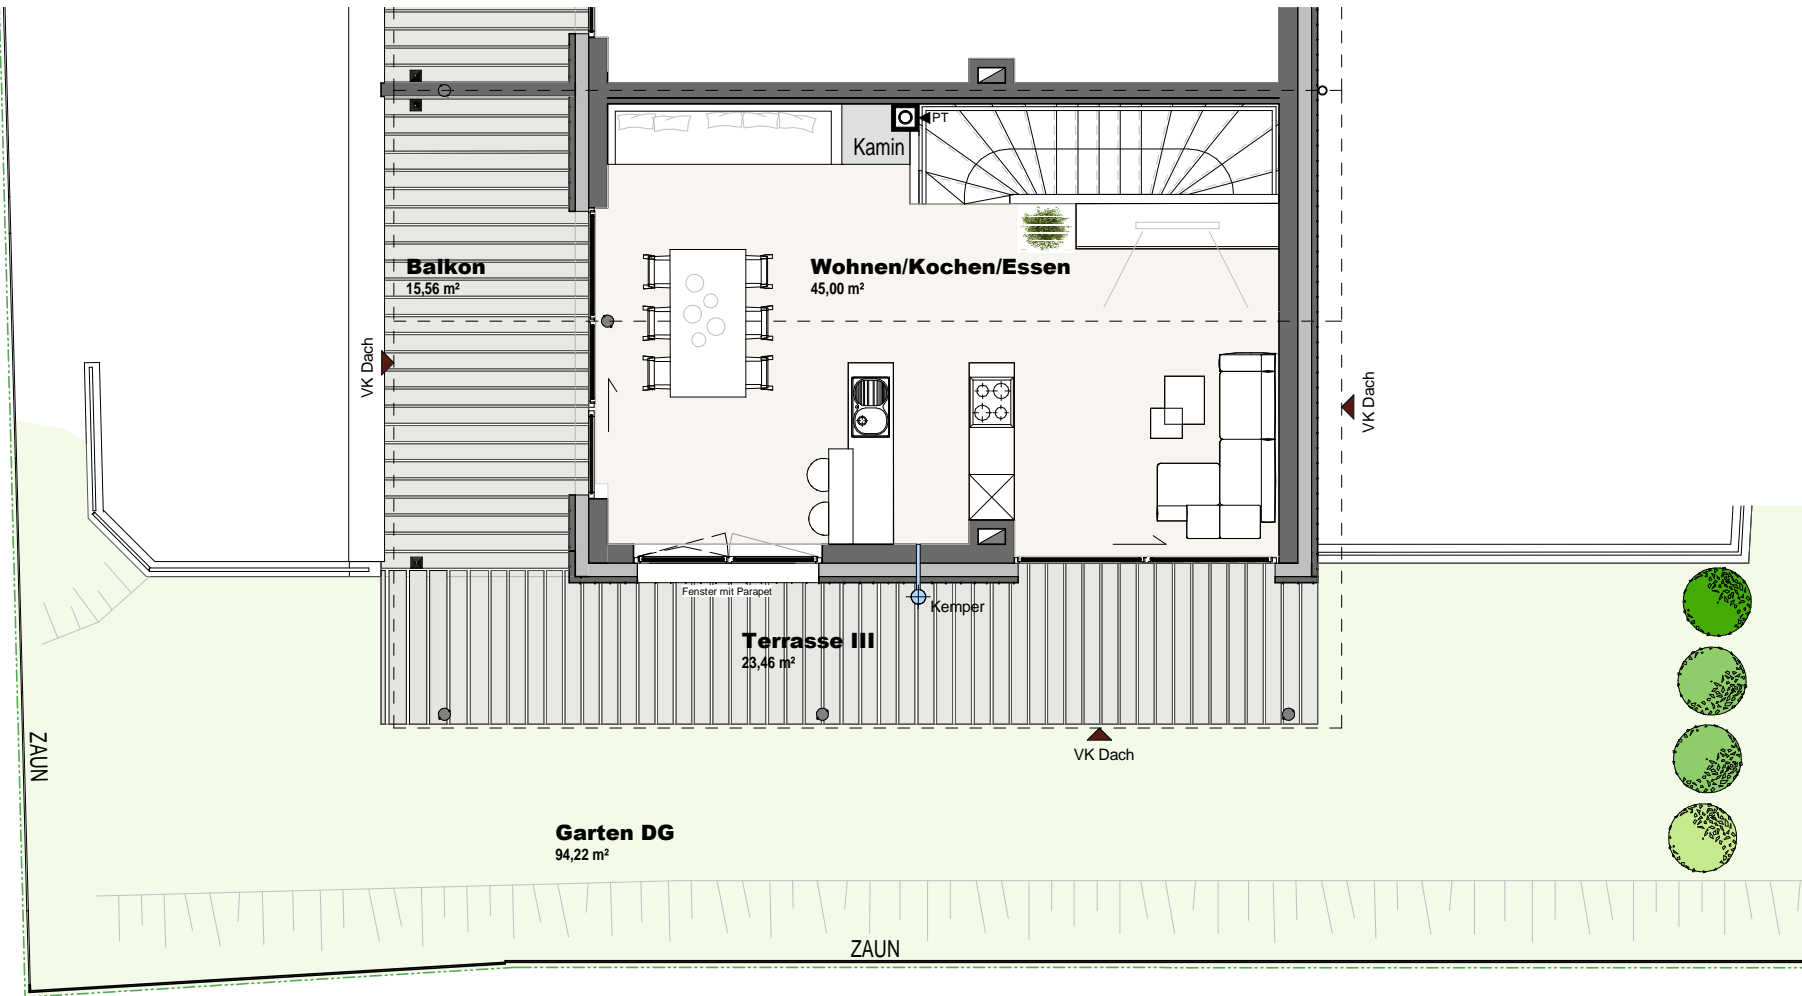 PT
Kamin
Balkon
15,56 m²
Wohnen/Kochen/Essen
45,00 m²
VK Dach
VK Dach
Fenster mit Parapet
Kemper
Terrasse III
23,46 m²
VK Dach
ZAUN
Garten DG
94,22 m²
ZAUN